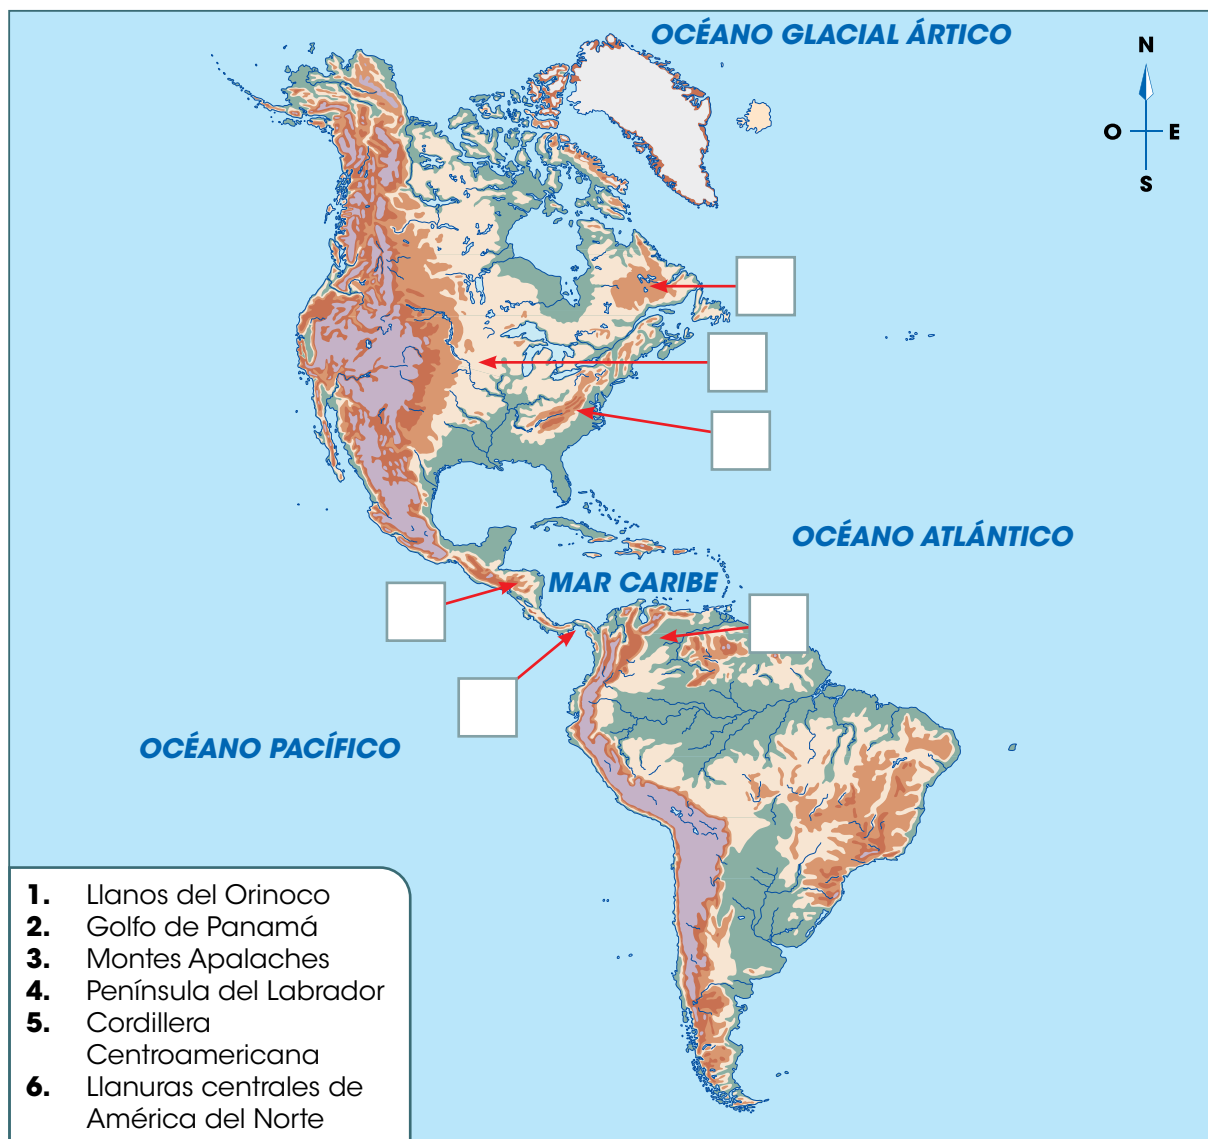 OCÉANO GLACIAL ÁRTICO
N
O E
S
OCÉANO ATLÁNTICO
MAR CARIBE
OCÉANO PACÍFICO
1. Llanos del Orinoco
2. Golfo de Panamá
3. Montes Apalaches
4. Península del Labrador
5. Cordillera
Centroamericana
6. Llanuras centrales de
América del Norte